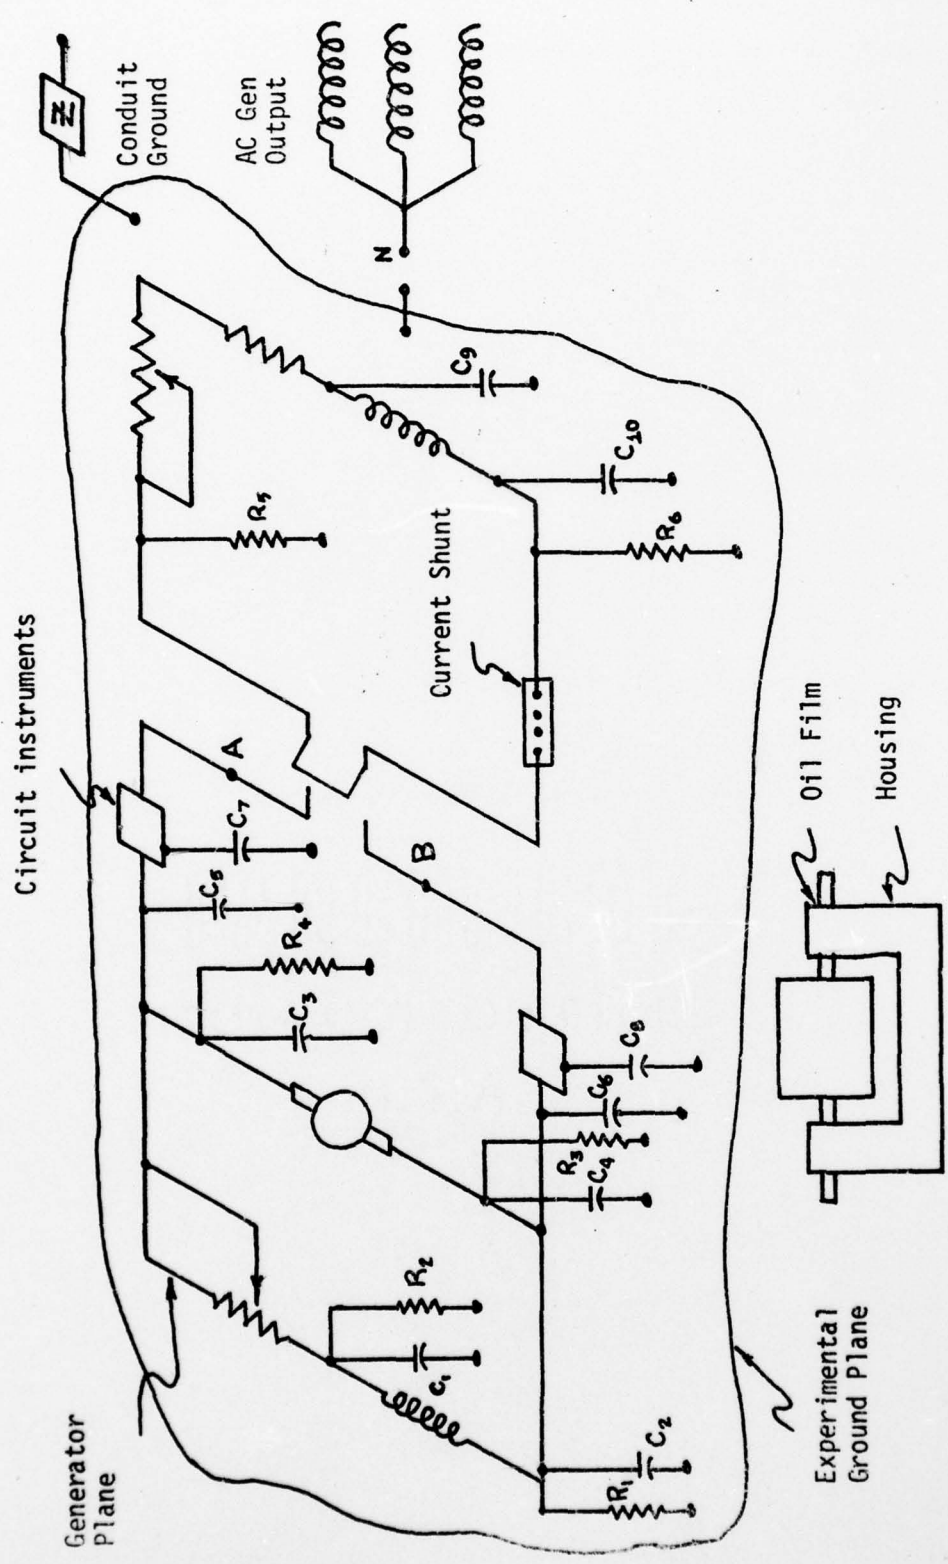 Generator
Plane
Circuit instruments
Z
Conduit
Ground
AC Gen
Output
N
R5
C9
C10
R6
Current Shunt
A
B
C7
C5
R4
C3
C8
C6
R3
C4
R2
C1
C2
R1
Experimental
Ground Plane
Oil Film
Housing